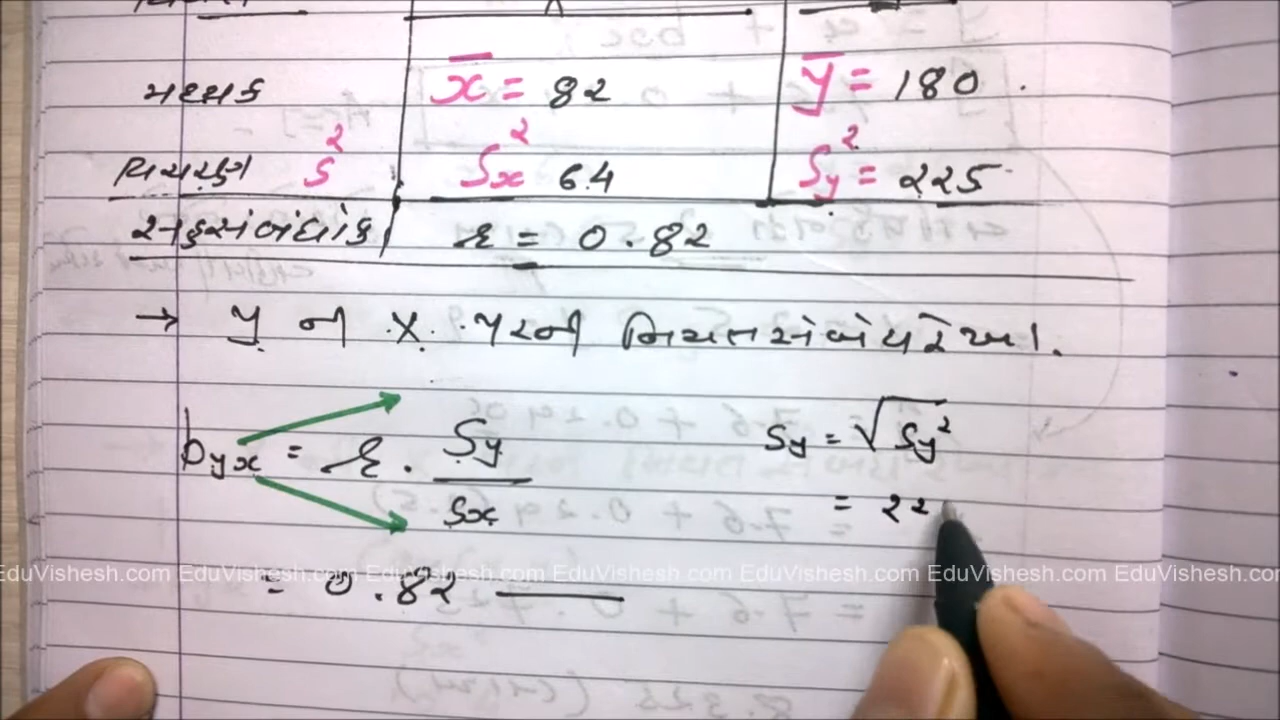 મધ્યક x̄ = 82 ȳ = 180
વિચરણ s² Sx² 64 Sy² = 225
સહસંબંધાંક r = 0.82
→ Y ની X પરની નિયતસંબંધ રેખા.
byx = r . Sy / Sx
Sy = √Sy²
= 22
= 0.82
EduVishesh.com EduVishesh.com EduVishesh.com EduVishesh.com EduVishesh.com EduVishesh.com EduVishesh.com